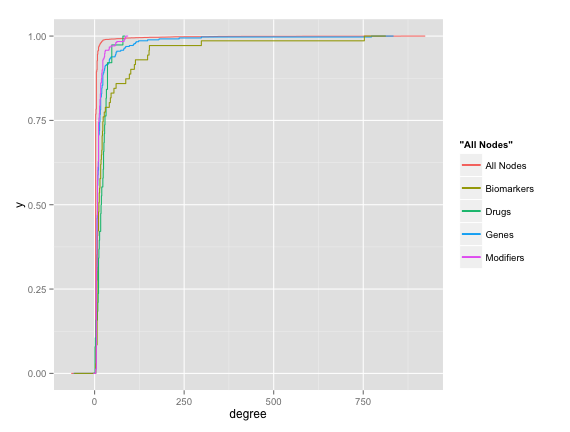 1.00
0.75
0.50
0.25
0.00
y
0
250
500
750
degree
"All Nodes"
All Nodes
Biomarkers
Drugs
Genes
Modifiers